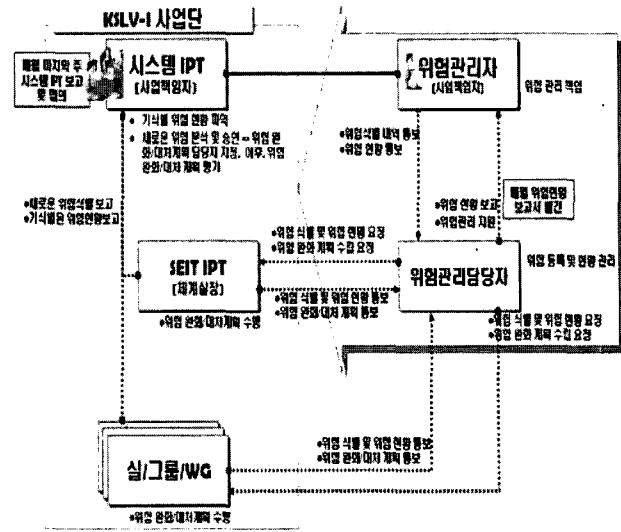 KSLV-I 사업단
매월 마지막 주
시스템 IPT 보고
및 협의
시스템 IPT
[사업책임자]
위험관리자
[사업책임자]
위험 관리 책임
●기식별 위험 현황 파악
●새로운 위험 분석 및 승인 – 위험 완
화/대처계획 담당자 지정, 이후, 위험
완화/대처 계획 평가
●위험식별 내역 통보
●위험 현황 통보
●새로운 위험식별 보고
●기식별된 위험현황보고
●위험 현황 보고
●위험관리 지원
매월 위험현황
보고서 발간
●위험 식별 및 위험 현황 요청
●위험 완화 계획 수립 요청
SEIT IPT
[체계실장]
위험관리담당자
위험 등록 및 현황 관리
●위험 식별 및 위험 현황 통보
●위험 완화/대처 계획 통보
●위험 완화/대처계획 수행
●위험 식별 및 위험 현황 요청
●위험 완화 계획 수립 요청
●위험 식별 및 위험 현황 통보
●위험 완화/대처 계획 통보
실/그룹/WG
●위험 완화/대처계획 수행